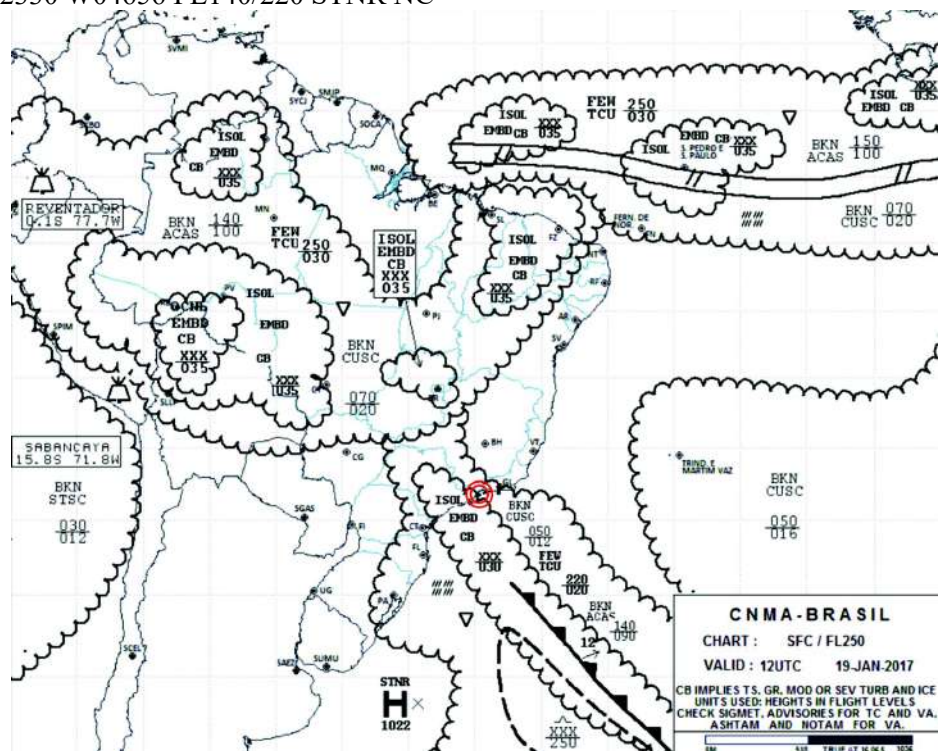 SVMI
SYCJ
SMJP
SOCA
ISOL
EMBD
CB
XXX
035
ISOL
EMBD CB
XXX
035
FEW 250
TCU 030
ISOL
EMBD CB
XXX
035
S. PEDRO E
S. PAULO
ISOL
EMBD CB
035
BKN 150
ACAS 100
BKN 070
CUSC 020
REVENTADOR
0.1S 77.7W
BKN 140
ACAS 100
MN
MQ
BE
SL
FZ
FERN. DE
NOR.
FN
NT
RF
AR
SV
FEW 250
TCU 030
ISOL
EMBD
CB
XXX
035
ISOL
EMBD
CB
XXX
035
PV
ISOL
EMBD
CB
XXX
035
EMBD
CB
XXX
035
SPIM
PJ
BKN
CUSC
070
020
SABANCAYA
15.8S 71.8W
BKN
STSC
030
012
CG
BH
VT
TRIND. E
MARTIM VAZ
BKN
CUSC
050
016
SGAS
FI
CT
FL
ISOL
EMBD
CB
XXX
030
BKN
CUSC
050
012
FEW
TCU
220
020
BKN
ACAS
140
090
12
UG
PA
SCEL
SAEZ
SUMU
STNR
H
1022
XXX
250
CNMA-BRASIL
CHART : SFC / FL250
VALID : 12UTC 19-JAN-2017
CB IMPLIES TS, GR, MOD OR SEV TURB AND ICE
UNITS USED: HEIGHTS IN FLIGHT LEVELS
CHECK SIGMET, ADVISORIES FOR TC AND VA.
ASHTAM AND NOTAM FOR VA.